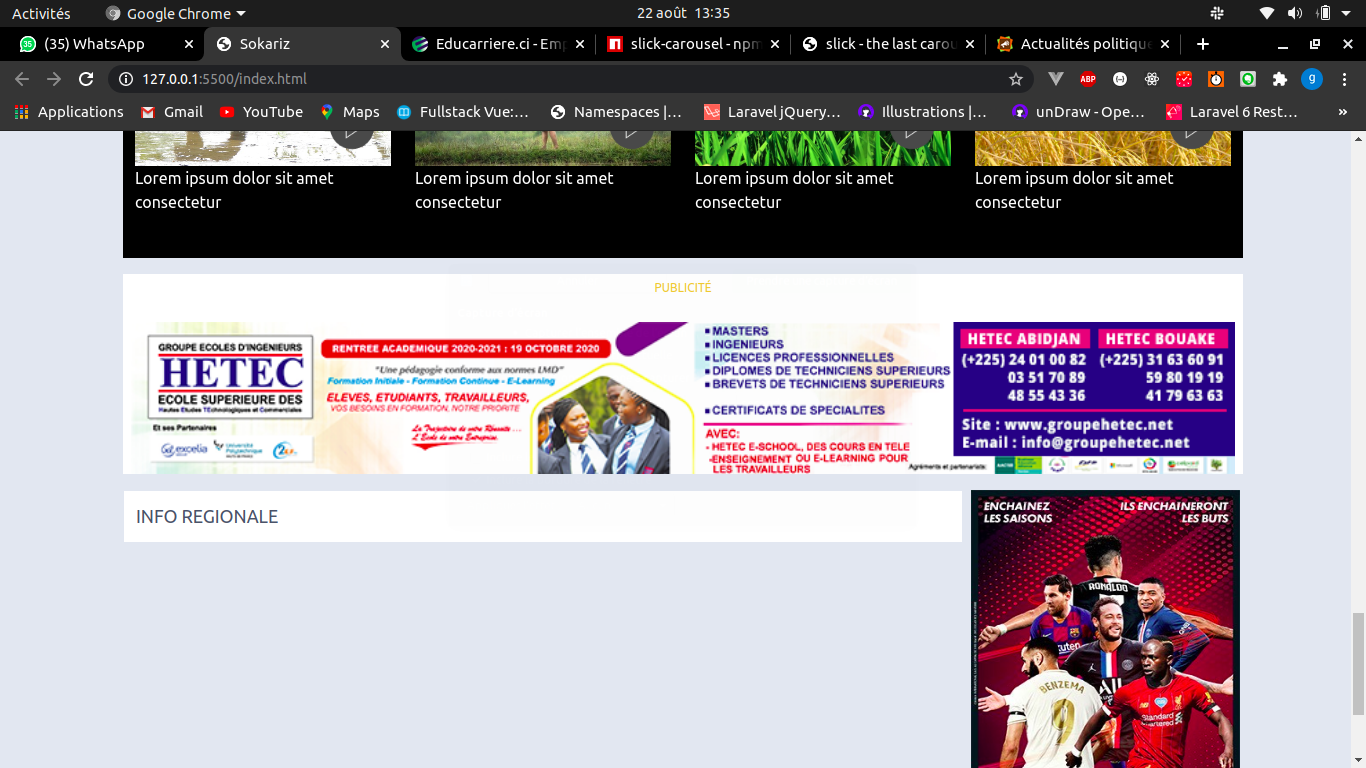 Activités
Google Chrome
22 août 13:35
(35) WhatsApp
Sokariz
Educarriere.ci - Emp
slick-carousel - npm
slick - the last carou
Actualités politique
127.0.0.1:5500/index.html
ABP
g
Applications
Gmail
YouTube
Maps
Fullstack Vue:…
Namespaces |…
Laravel jQuery…
Illustrations |…
unDraw - Ope…
Laravel 6 Rest…
»
Lorem ipsum dolor sit amet
consectetur
Lorem ipsum dolor sit amet
consectetur
Lorem ipsum dolor sit amet
consectetur
Lorem ipsum dolor sit amet
consectetur
PUBLICITÉ
GROUPE ECOLES D'INGENIEURS
HETEC
ECOLE SUPERIEURE DES
Hautes Etudes TEchnologiques et Commerciales
Et ses Partenaires
excelia
Université
Polytechnique
RENTREE ACADEMIQUE 2020-2021 : 19 OCTOBRE 2020
"Une pédagogie conforme aux normes LMD"
Formation Initiale - Formation Continue - E-Learning
ELEVES, ETUDIANTS, TRAVAILLEURS,
VOS BESOINS EN FORMATION, NOTRE PRIORITE
La Trajectoire de votre Réussite...
L'Ecole de votre Entreprise.
MASTERS
INGENIEURS
LICENCES PROFESSIONNELLES
DIPLOMES DE TECHNICIENS SUPERIEURS
BREVETS DE TECHNICIENS SUPERIEURS
CERTIFICATS DE SPECIALITES
AVEC:
- HETEC E-SCHOOL, DES COURS EN TELE
-ENSEIGNEMENT OU E-LEARNING POUR
LES TRAVAILLEURS
HETEC ABIDJAN
(+225) 24 01 00 82
03 51 70 89
48 55 43 36
HETEC BOUAKE
(+225) 31 63 60 91
59 80 19 19
41 79 63 63
Site : www.groupehetec.net
E-mail : info@groupehetec.net
Agréments et partenariats:
INFO REGIONALE
ENCHAINEZ
LES SAISONS
ILS ENCHAINERONT
LES BUTS
RONALDO
7
BENZEMA
9
Standard
Chartered